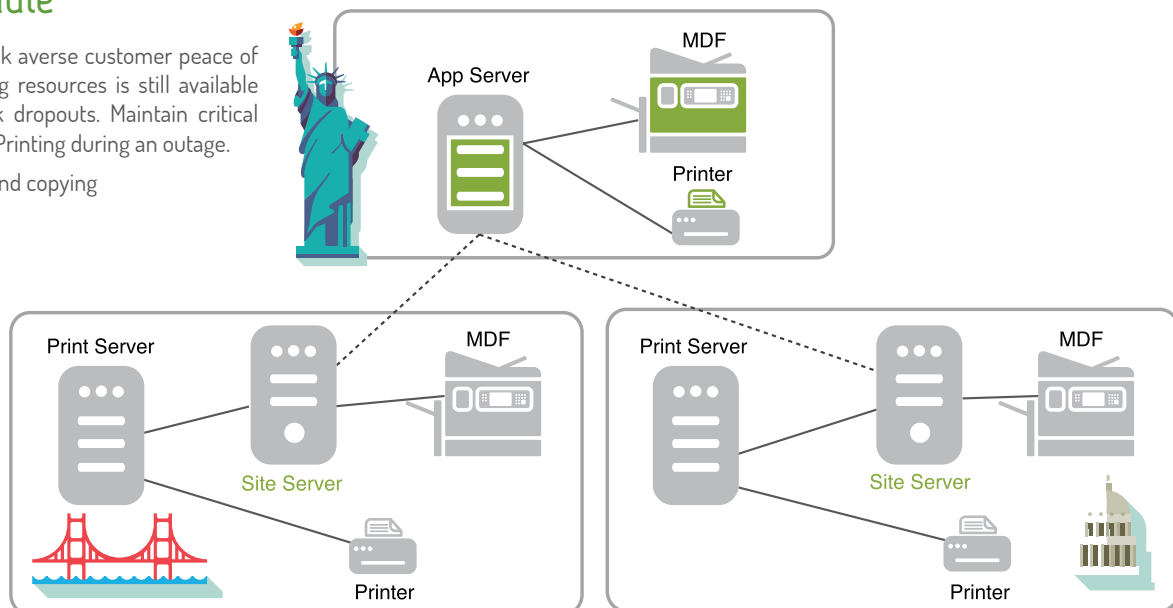 k averse customer peace of
g resources is still available
k dropouts. Maintain critical
Printing during an outage.
nd copying
MDF
App Server
Printer
Print Server
MDF
Site Server
Printer
Print Server
MDF
Site Server
Printer